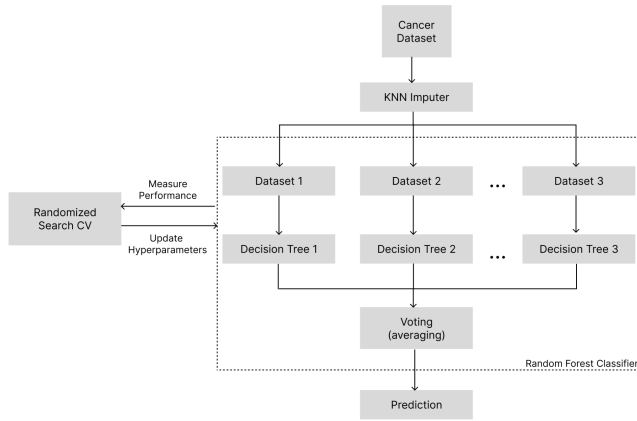 Cancer
Dataset
KNN Imputer
Dataset 1
Dataset 2
...
Dataset 3
Measure
Performance
Randomized
Search CV
Update
Hyperparameters
Decision Tree 1
Decision Tree 2
...
Decision Tree 3
Voting
(averaging)
Random Forest Classifier
Prediction